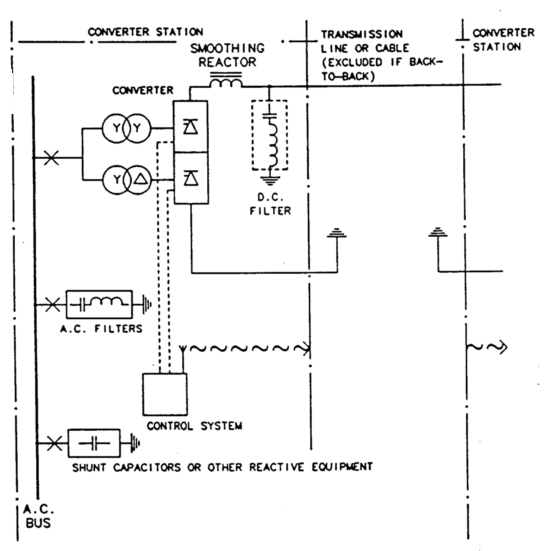 CONVERTER STATION
TRANSMISSION
LINE OR CABLE
(EXCLUDED IF BACK-
TO-BACK)
CONVERTER
STATION
SMOOTHING
REACTOR
CONVERTER
Y Y
Y
D.C.
FILTER
A.C. FILTERS
CONTROL SYSTEM
SHUNT CAPACITORS OR OTHER REACTIVE EQUIPMENT
A.C.
BUS